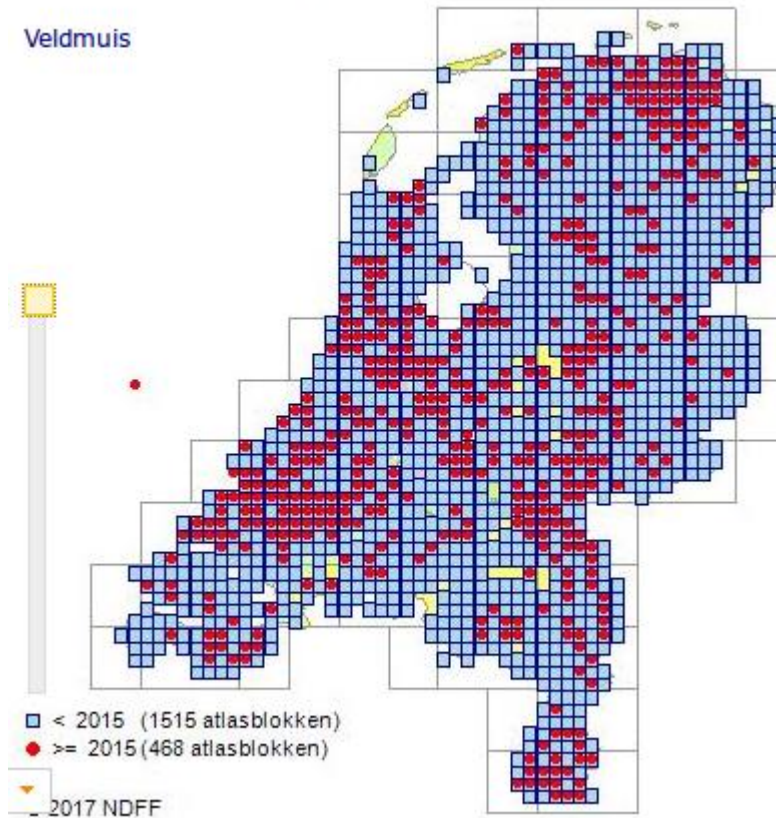 Veldmuis
< 2015 (1515 atlasblokken)
>= 2015 (468 atlasblokken)
2017 NDFF